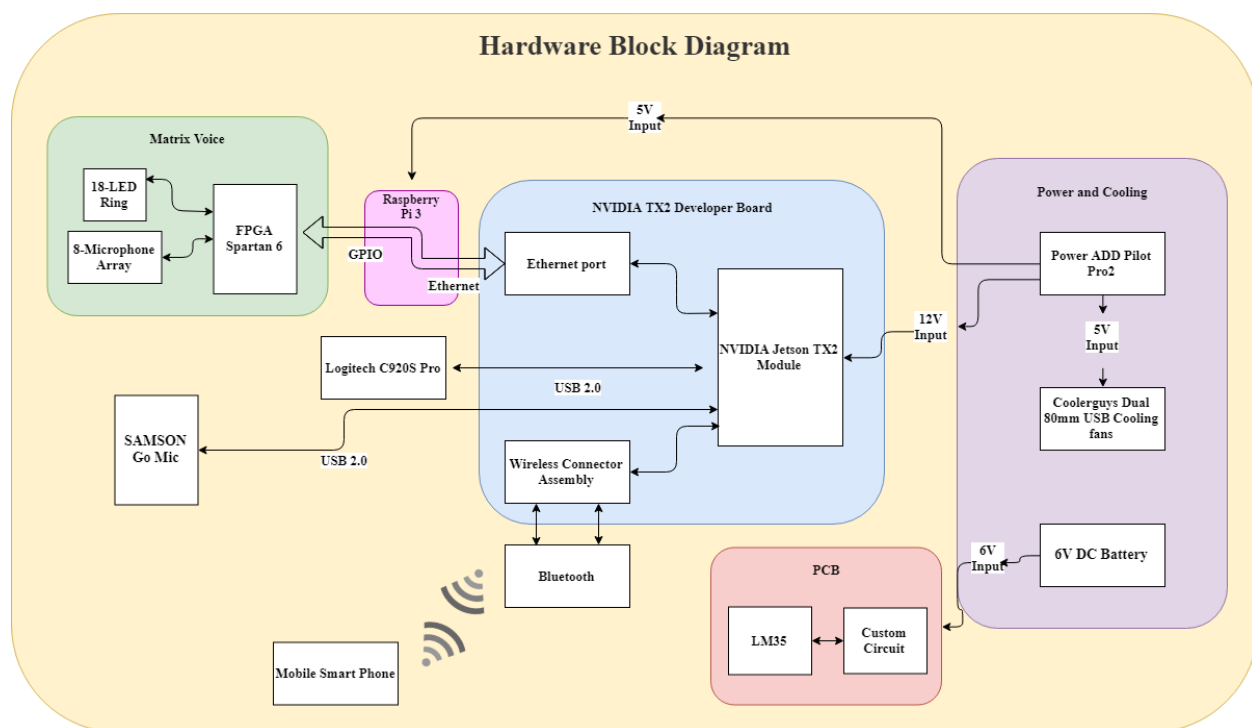 Hardware Block Diagram
5V
Input
Matrix Voice
18-LED
Ring
8-Microphone
Array
FPGA
Spartan 6
Raspberry
Pi 3
GPIO
Ethernet
NVIDIA TX2 Developer Board
Ethernet port
NVIDIA Jetson TX2
Module
Power and Cooling
Power ADD Pilot
Pro2
12V
Input
5V
Input
Coolerguys Dual
80mm USB Cooling
fans
Logitech C920S Pro
USB 2.0
SAMSON
Go Mic
USB 2.0
Wireless Connector
Assembly
Bluetooth
Mobile Smart Phone
6V
Input
6V DC Battery
PCB
LM35
Custom
Circuit